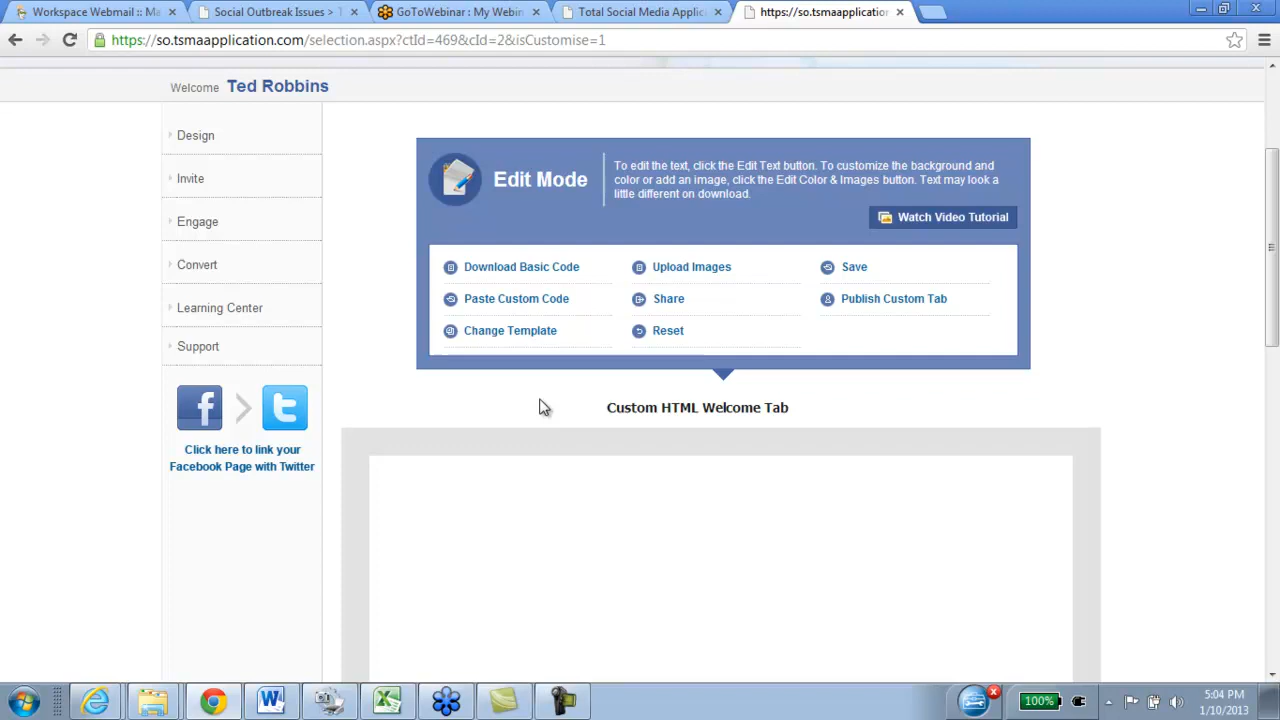 Workspace Webmail :: Ma
Social Outbreak Issues > T
GoToWebinar : My Webin
Total Social Media Applic
https://so.tsmaapplicatio
https://so.tsmaapplication.com/selection.aspx?ctId=469&cId=2&isCustomise=1
Welcome Ted Robbins
Design
Invite
Engage
Convert
Learning Center
Support
Click here to link your
Facebook Page with Twitter
Edit Mode
To edit the text, click the Edit Text button. To customize the background and
color or add an image, click the Edit Color & Images button. Text may look a
little different on download.
Watch Video Tutorial
Download Basic Code
Upload Images
Save
Paste Custom Code
Share
Publish Custom Tab
Change Template
Reset
Custom HTML Welcome Tab
100%
5:04 PM
1/10/2013